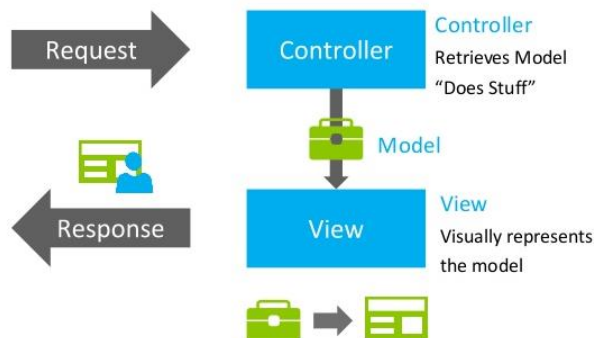 Request
Controller
Controller
Retrieves Model
“Does Stuff”
Model
Response
View
View
Visually represents
the model